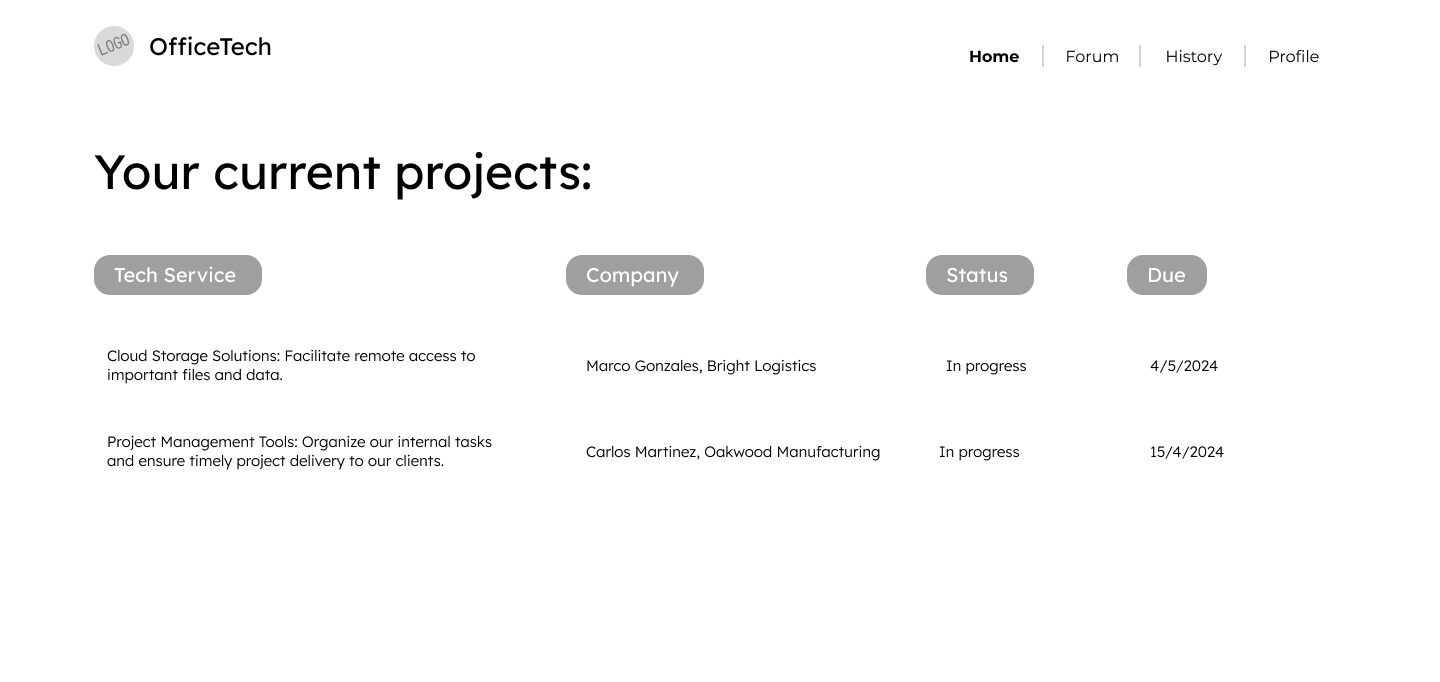 LOGO
OfficeTech
Home
Forum
History
Profile
Your current projects:
Tech Service
Company
Status
Due
Cloud Storage Solutions: Facilitate remote access to
important files and data.
Marco Gonzales, Bright Logistics
In progress
4/5/2024
Project Management Tools: Organize our internal tasks
and ensure timely project delivery to our clients.
Carlos Martinez, Oakwood Manufacturing
In progress
15/4/2024